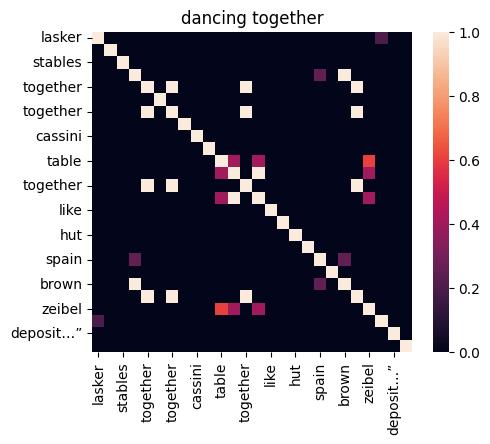 dancing together
lasker
stables
together
together
cassini
table
together
like
hut
spain
brown
zeibel
deposit...”
1.0
0.8
0.6
0.4
0.2
0.0
lasker
stables
together
together
cassini
table
together
like
hut
spain
brown
zeibel
deposit...”